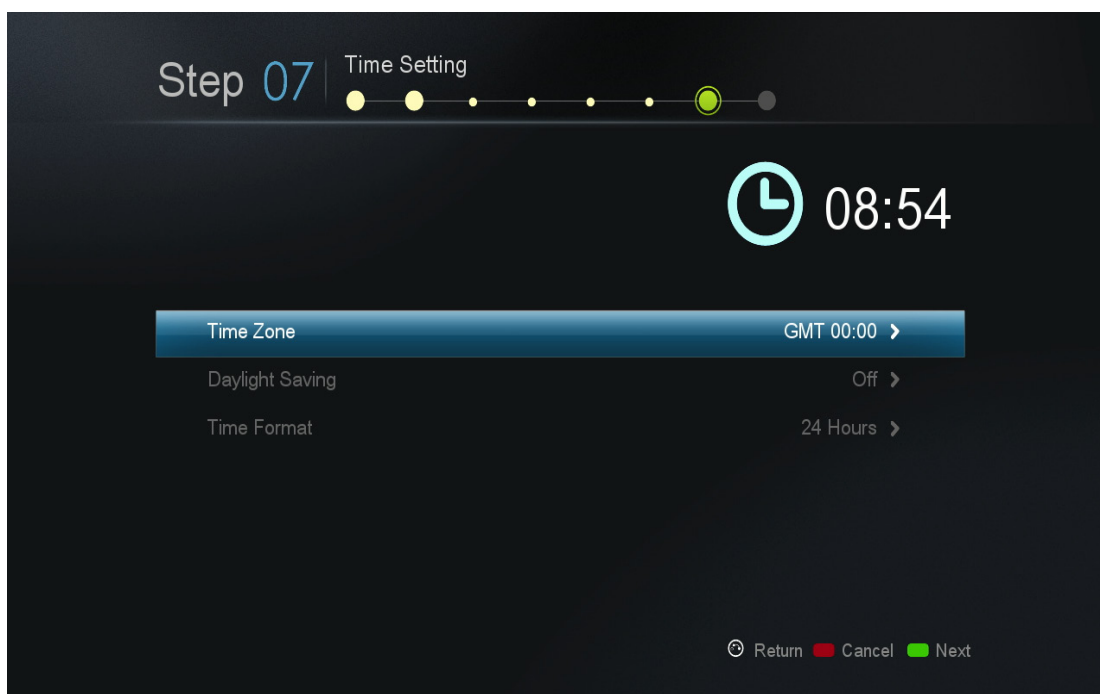 Step 07
Time Setting
08:54
Time Zone GMT 00:00
Daylight Saving Off
Time Format 24 Hours
Return Cancel Next